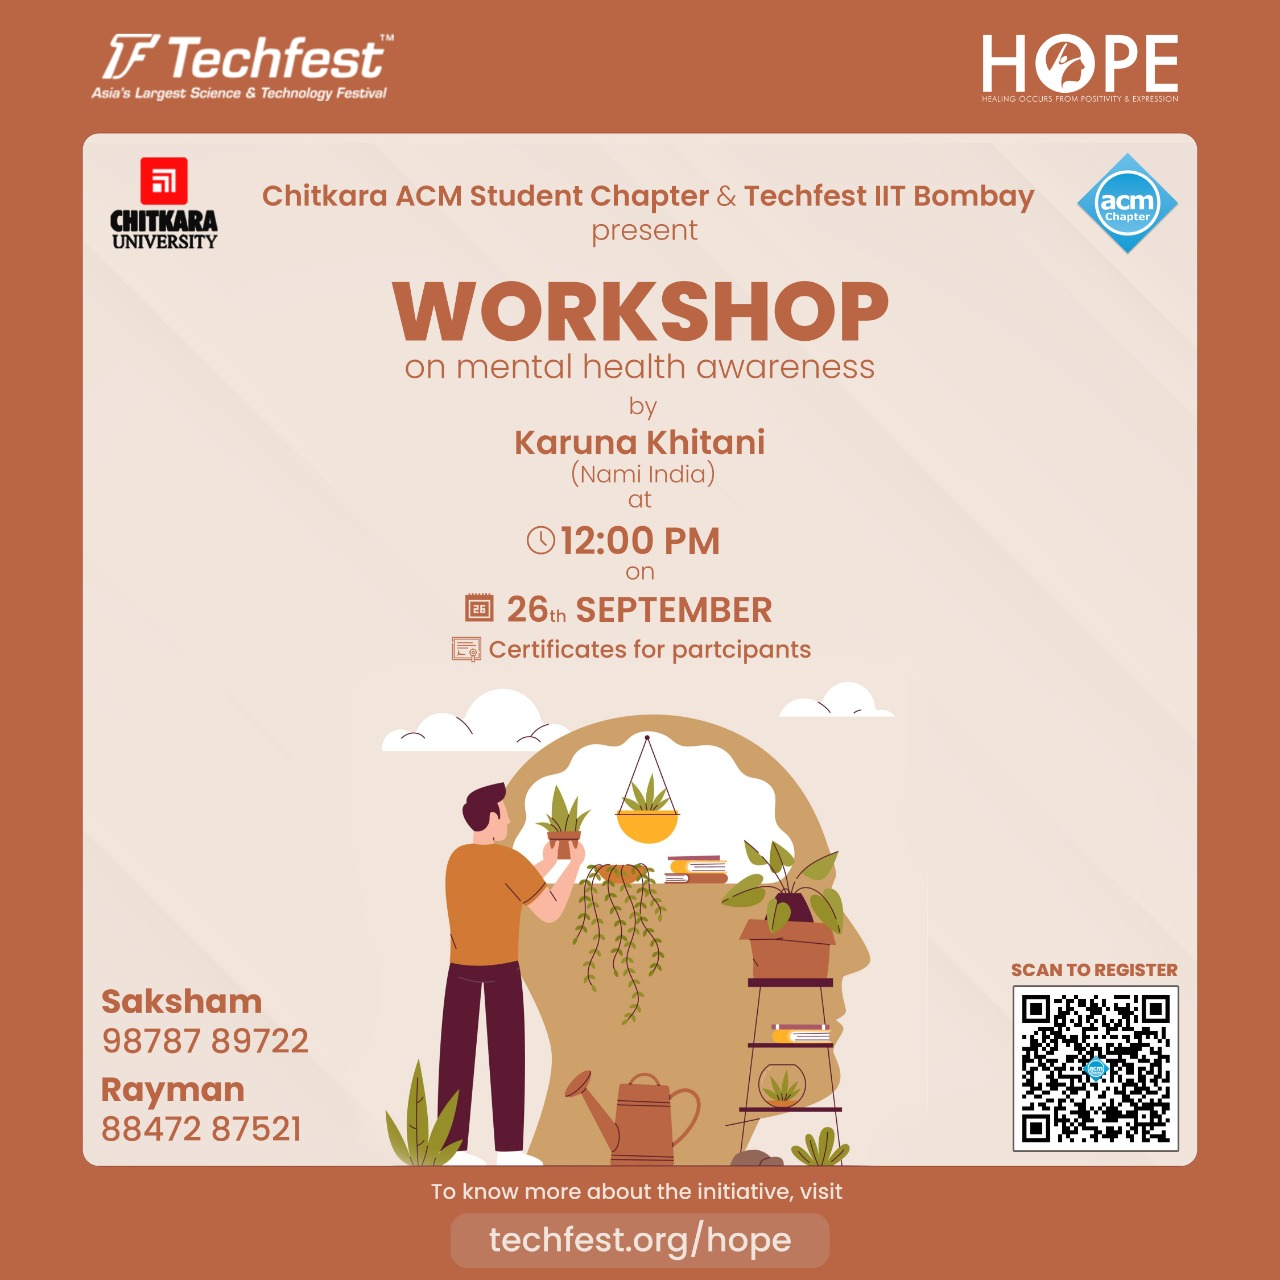 Techfest™
Asia's Largest Science & Technology Festival
HOPE
HEALING OCCURS FROM POSITIVITY & EXPRESSION
CHITKARA
UNIVERSITY
Chitkara ACM Student Chapter & Techfest IIT Bombay
present
acm
Chapter
WORKSHOP
on mental health awareness
by
Karuna Khitani
(Nami India)
at
12:00 PM
on
26
26th SEPTEMBER
Certificates for partcipants
SCAN TO REGISTER
Saksham
98787 89722
Rayman
88472 87521
acm
To know more about the initiative, visit
techfest.org/hope